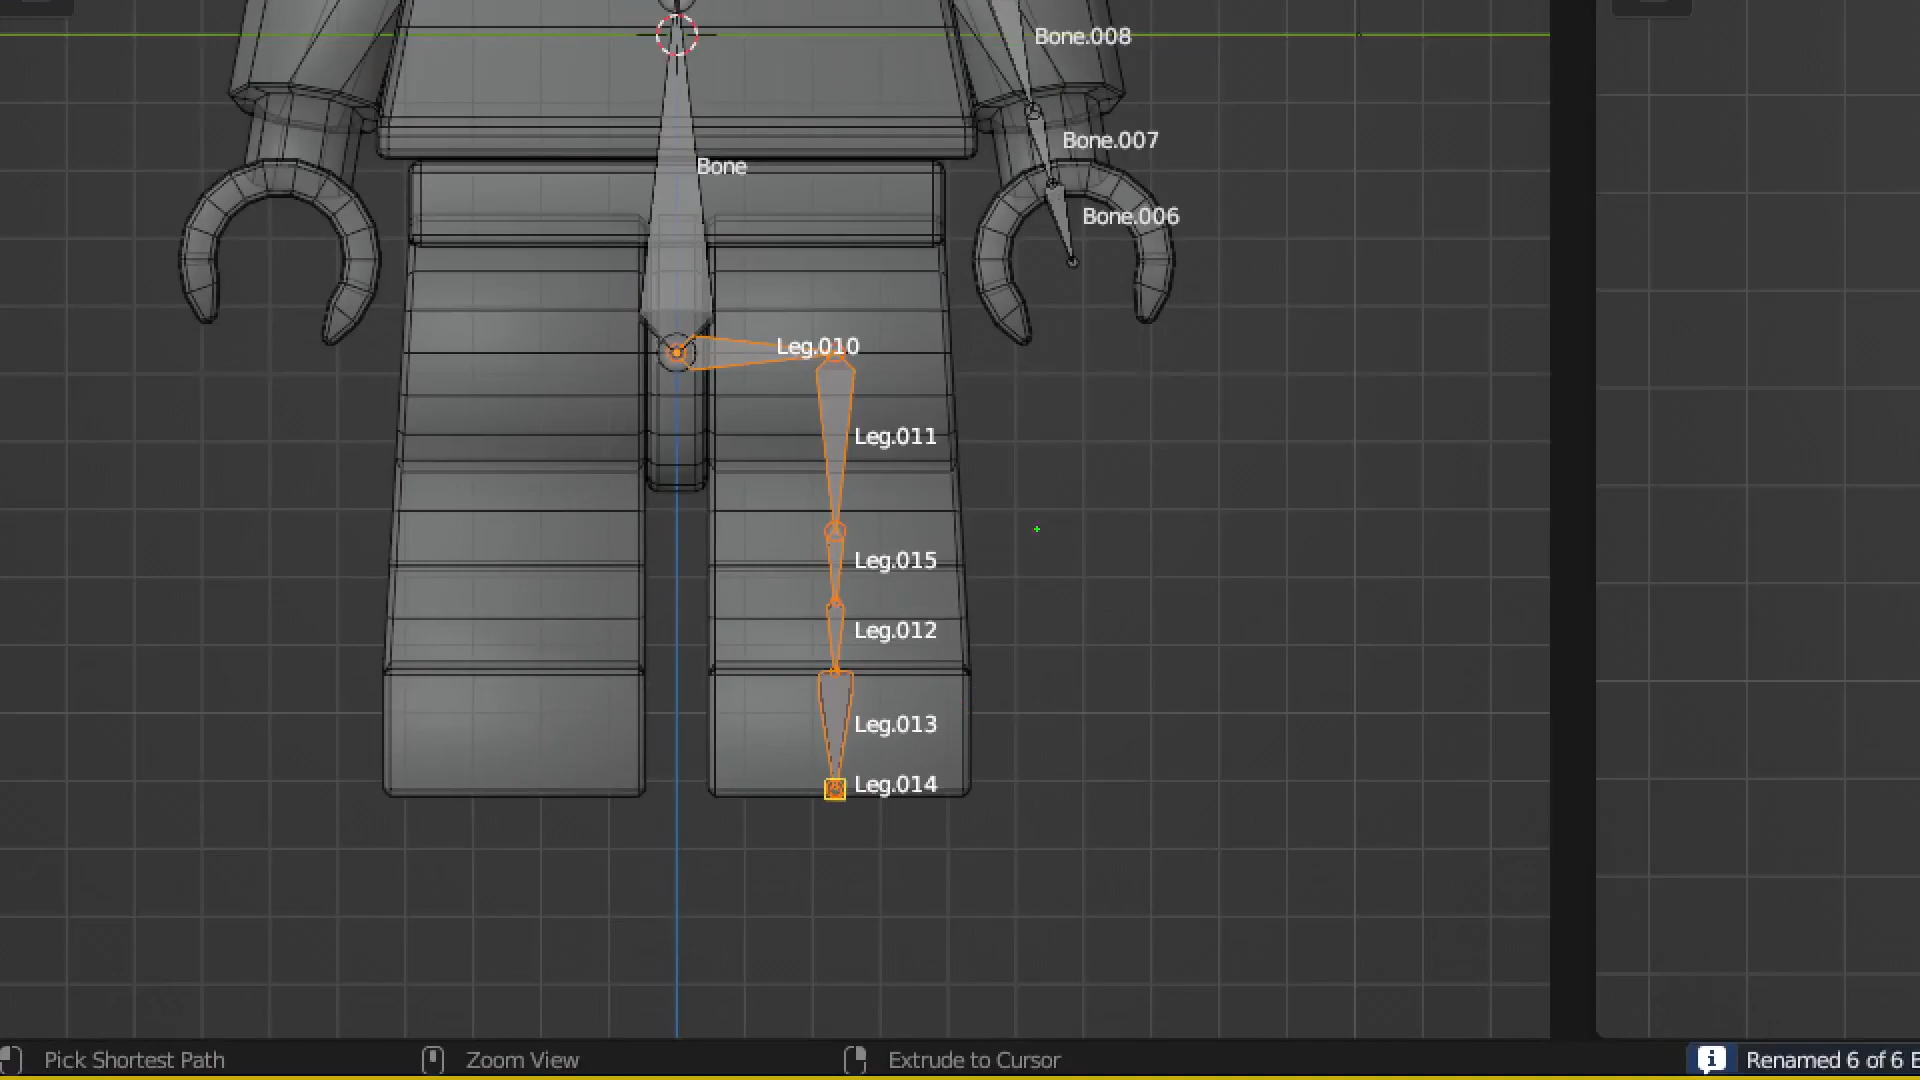 Bone.008
Bone.007
Bone
Bone.006
Leg.010
Leg.011
Leg.015
Leg.012
Leg.013
Leg.014
Pick Shortest Path
Zoom View
Extrude to Cursor
Renamed 6 of 6